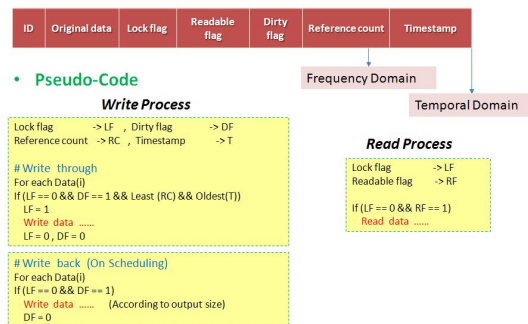 ID Original data Lock flag Readable flag Dirty flag Reference count Timestamp
Frequency Domain
Temporal Domain
• Pseudo-Code
Write Process
Lock flag -> LF , Dirty flag -> DF
Reference count -> RC , Timestamp -> T
# Write through
For each Data(i)
If (LF == 0 && DF == 1 && Least (RC) && Oldest(T))
LF = 1
Write data ......
LF = 0 , DF = 0
# Write back (On Scheduling)
For each Data(i)
If (LF == 0 && DF == 1)
Write data ...... (According to output size)
DF = 0
Read Process
Lock flag -> LF
Readable flag -> RF
If (LF == 0 && RF == 1)
Read data ......